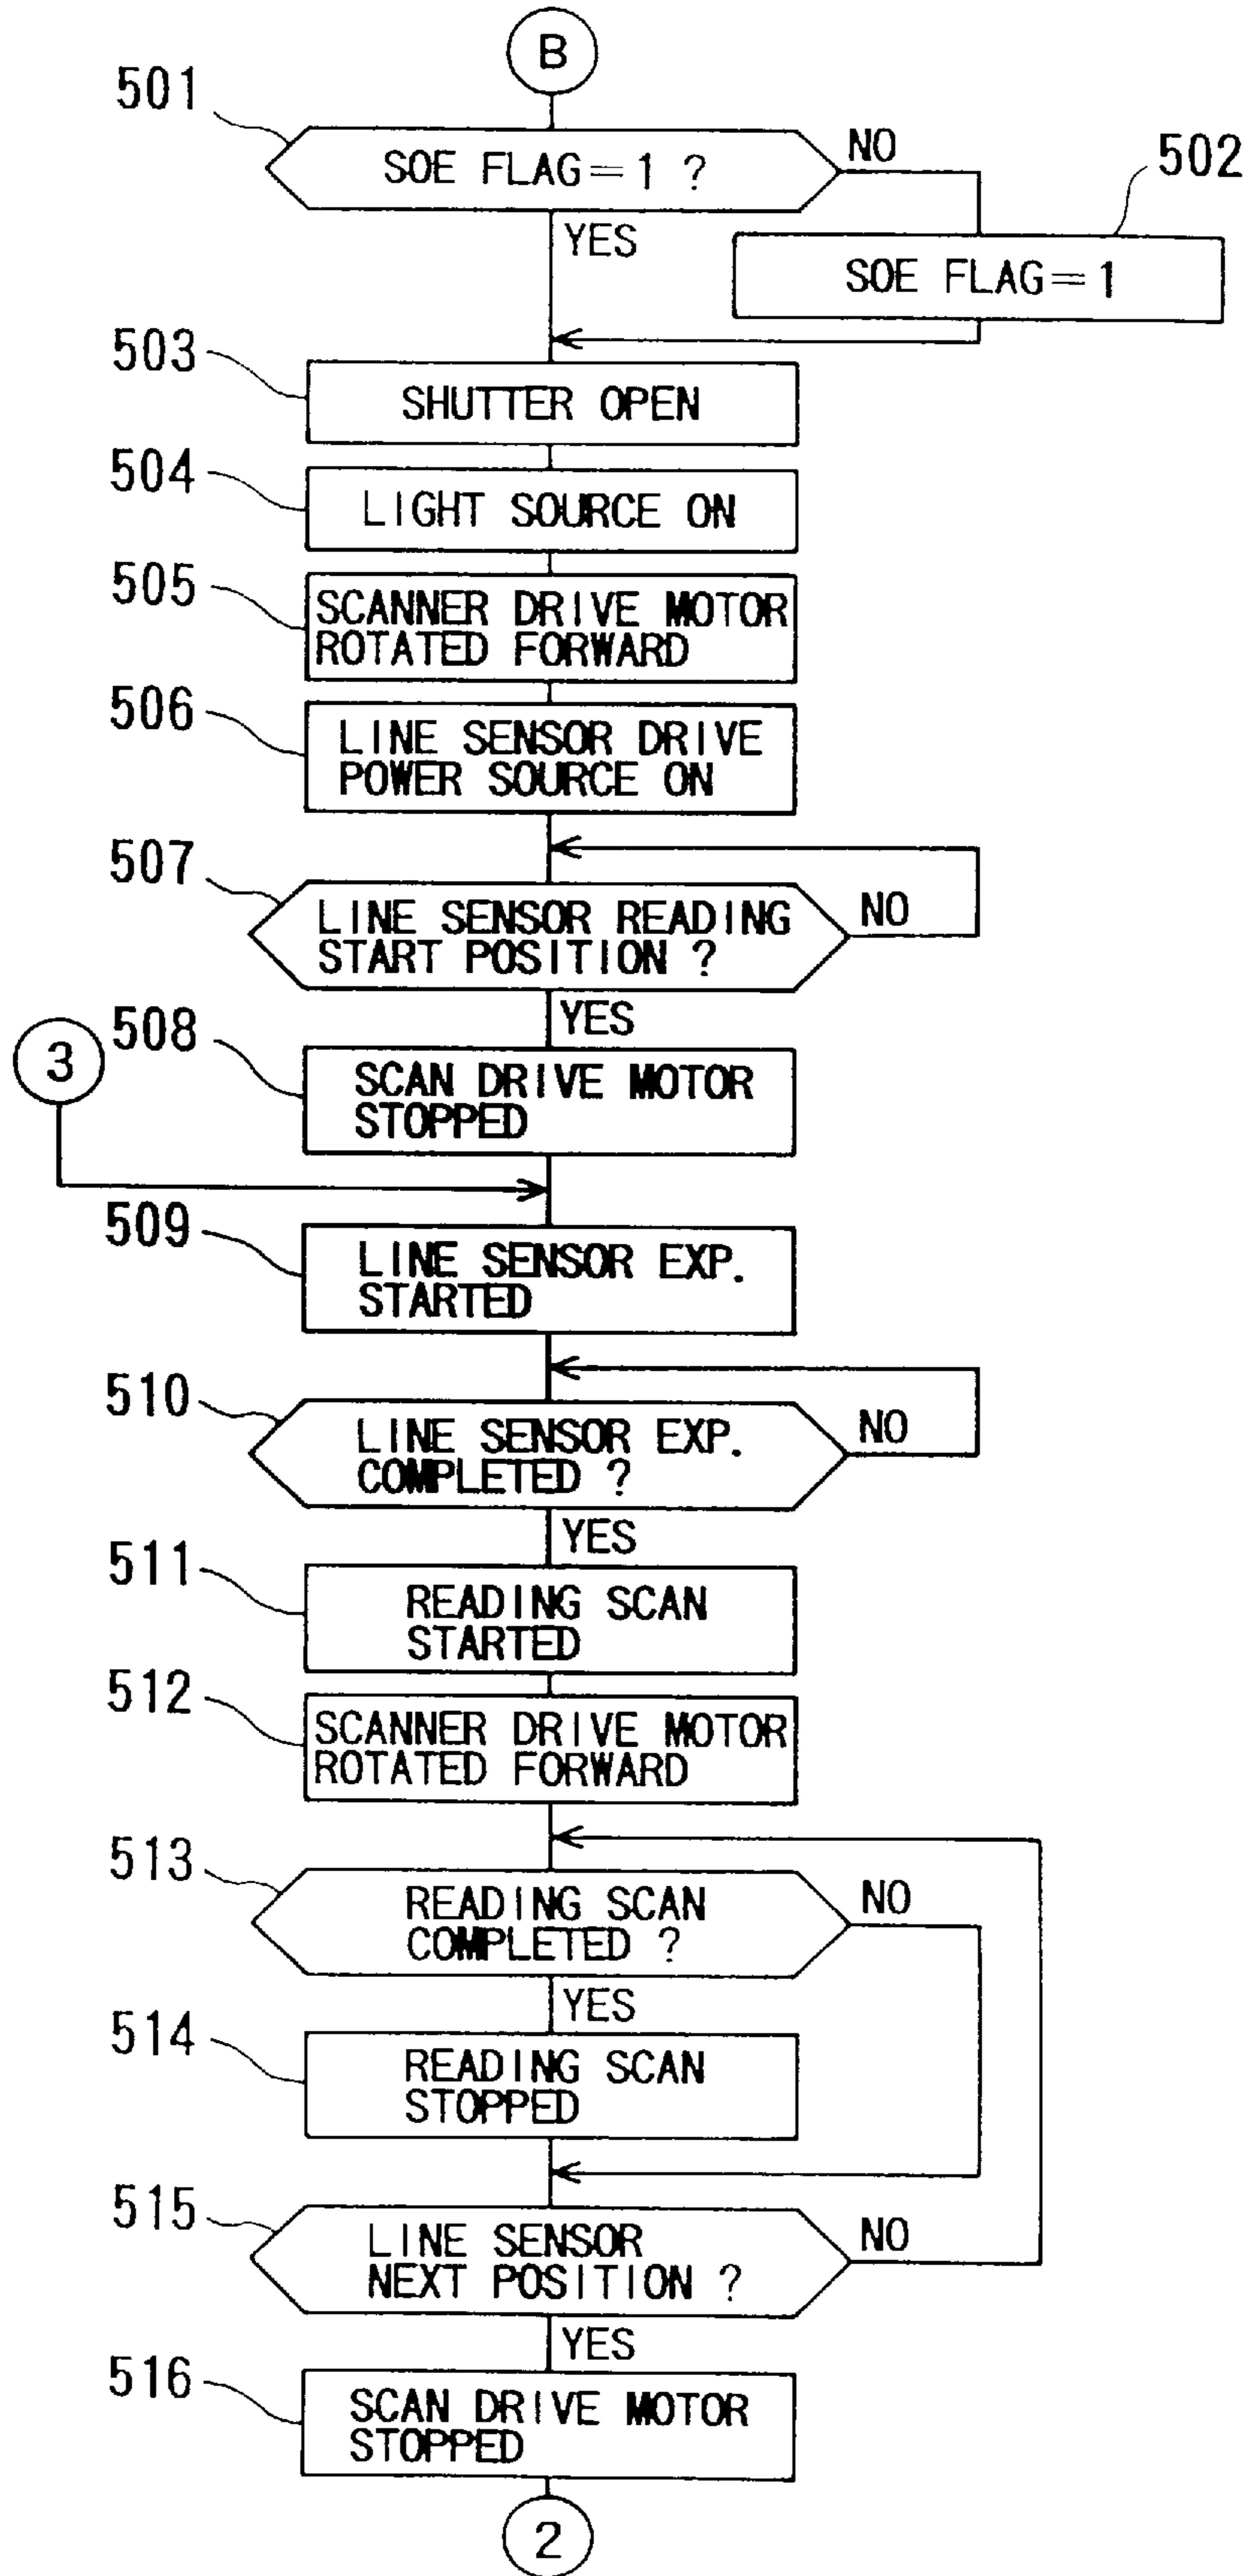 B
501
SOE FLAG=1 ?
NO
502
YES
SOE FLAG=1
503
SHUTTER OPEN
504
LIGHT SOURCE ON
505
SCANNER DRIVE MOTOR
ROTATED FORWARD
506
LINE SENSOR DRIVE
POWER SOURCE ON
507
LINE SENSOR READING
START POSITION ?
NO
YES
3
508
SCAN DRIVE MOTOR
STOPPED
509
LINE SENSOR EXP.
STARTED
510
LINE SENSOR EXP.
COMPLETED ?
NO
YES
511
READING SCAN
STARTED
512
SCANNER DRIVE MOTOR
ROTATED FORWARD
513
READING SCAN
COMPLETED ?
NO
YES
514
READING SCAN
STOPPED
515
LINE SENSOR
NEXT POSITION ?
NO
YES
516
SCAN DRIVE MOTOR
STOPPED
2